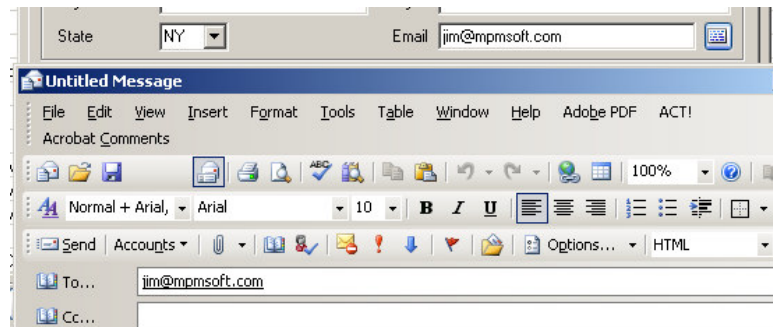 State NY Email jim@mpmsoft.com
Untitled Message
File Edit View Insert Format Tools Table Window Help Adobe PDF ACT!
Acrobat Comments
ABC 100%
Normal + Arial, Arial 10 B I U
Send Accounts Options... HTML
To... jim@mpmsoft.com
Cc...